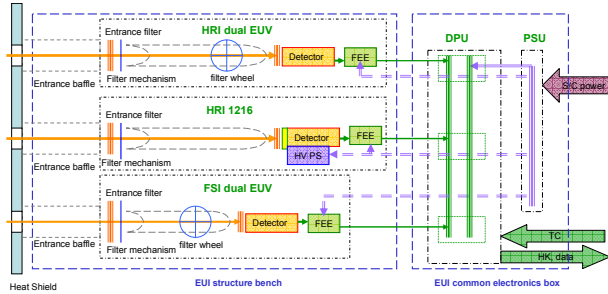 HRI dual EUV
DPU
PSU
Entrance filter
Detector
FEE
Filter mechanism
filter wheel
Entrance baffle
S/C power
HRI 1216
Entrance filter
Detector
FEE
HV PS
Filter mechanism
Entrance baffle
FSI dual EUV
Entrance filter
Detector
FEE
TC
Entrance baffle
Filter mechanism
filter wheel
HK, data
EUI structure bench
EUI common electronics box
Heat Shield